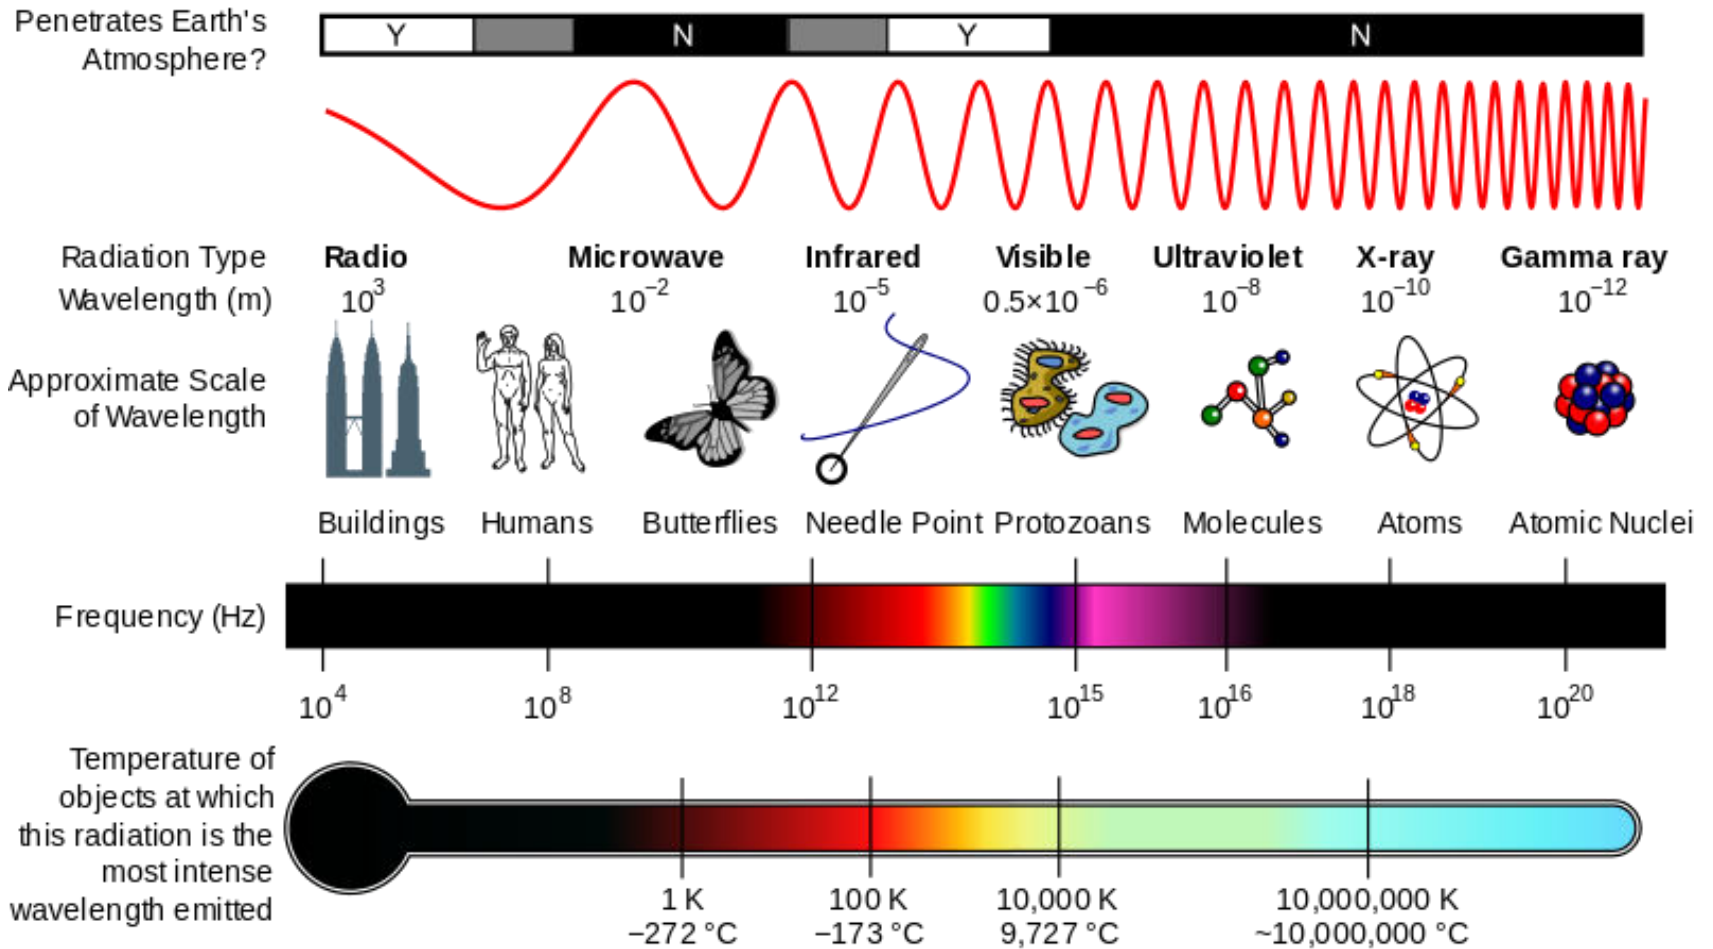 Penetrates Earth's
Atmosphere?
Y N Y N
Radiation Type
Radio Microwave Infrared Visible Ultraviolet X-ray Gamma ray
Wavelength (m)
10³ 10⁻² 10⁻⁵ 0.5×10⁻⁶ 10⁻⁸ 10⁻¹⁰ 10⁻¹²
Approximate Scale
of Wavelength
Buildings Humans Butterflies Needle Point Protozoans Molecules Atoms Atomic Nuclei
Frequency (Hz)
10⁴ 10⁸ 10¹² 10¹⁵ 10¹⁶ 10¹⁸ 10²⁰
Temperature of
objects at which
this radiation is the
most intense
wavelength emitted
1 K 100 K 10,000 K 10,000,000 K
−272 °C −173 °C 9,727 °C ~10,000,000 °C